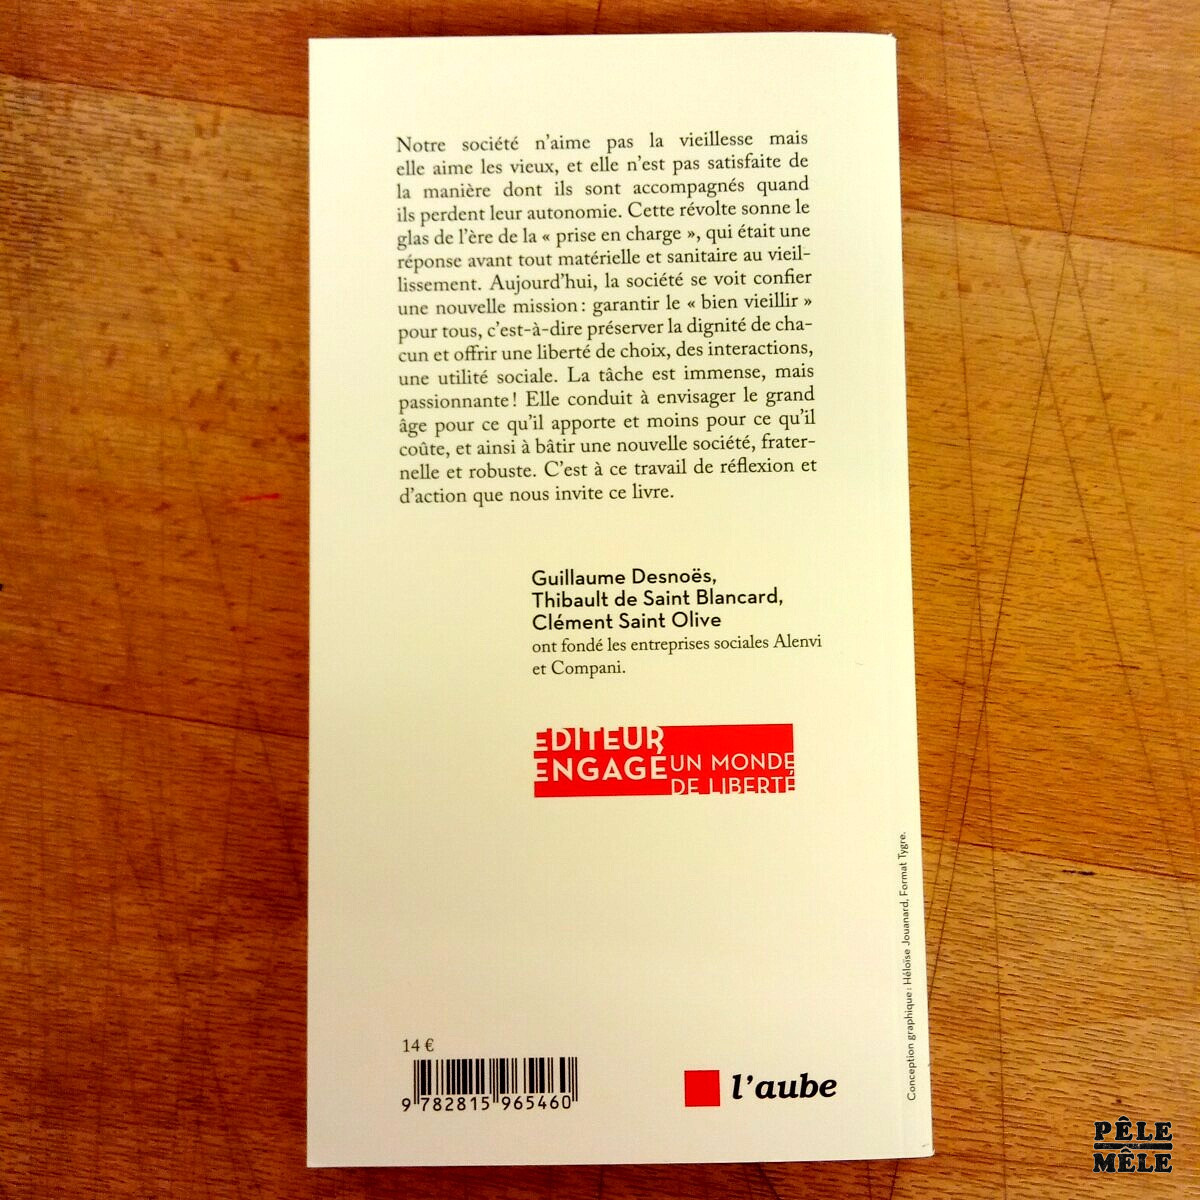 Notre société n’aime pas la vieillesse mais
elle aime les vieux, et elle n’est pas satisfaite de
la manière dont ils sont accompagnés quand
ils perdent leur autonomie. Cette révolte sonne le
glas de l’ère de la « prise en charge », qui était une
réponse avant tout matérielle et sanitaire au vieil-
lissement. Aujourd’hui, la société se voit confier
une nouvelle mission : garantir le « bien vieillir »
pour tous, c’est-à-dire préserver la dignité de cha-
cun et offrir une liberté de choix, des interactions,
une utilité sociale. La tâche est immense, mais
passionnante ! Elle conduit à envisager le grand
âge pour ce qu’il apporte et moins pour ce qu’il
coûte, et ainsi à bâtir une nouvelle société, frater-
nelle et robuste. C’est à ce travail de réflexion et
d’action que nous invite ce livre.
Guillaume Desnoës,
Thibault de Saint Blancard,
Clément Saint Olive
ont fondé les entreprises sociales Alenvi
et Compani.
EDITEUR
ENGAGÉ
UN MONDE
DE LIBERTÉ
Conception graphique : Héloïse Jouanard, Format Tygre.
14 €
9 782815 965460
l’aube
PÊLE
MÊLE